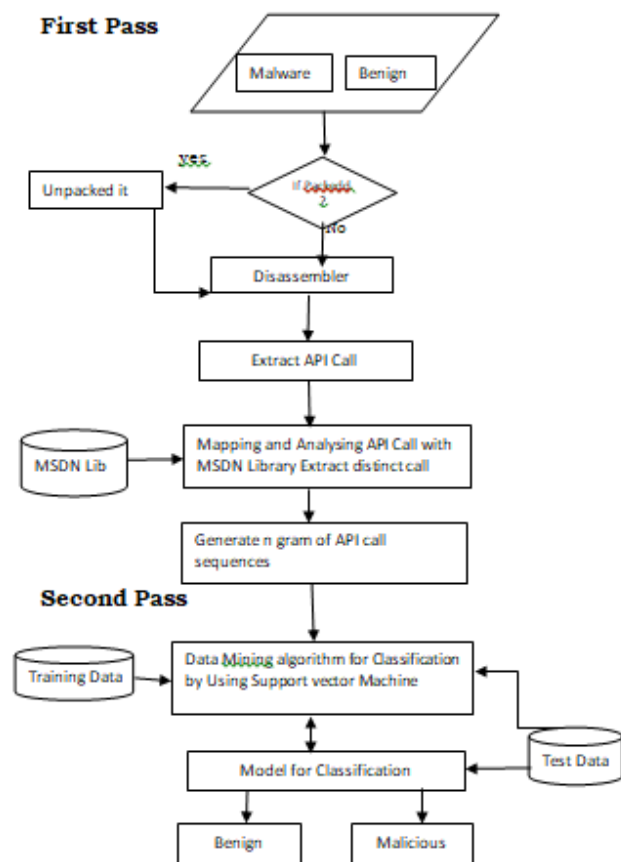 First Pass
Malware
Benign
yes
Unpacked it
If Packedd
?
No
Disassembler
Extract API Call
Mapping and Analysing API Call with
MSDN Library Extract distinct call
MSDN Lib
Generate n gram of API call
sequences
Second Pass
Data Mining algorithm for Classification
by Using Support vector Machine
Training Data
Model for Classification
Test Data
Benign
Malicious